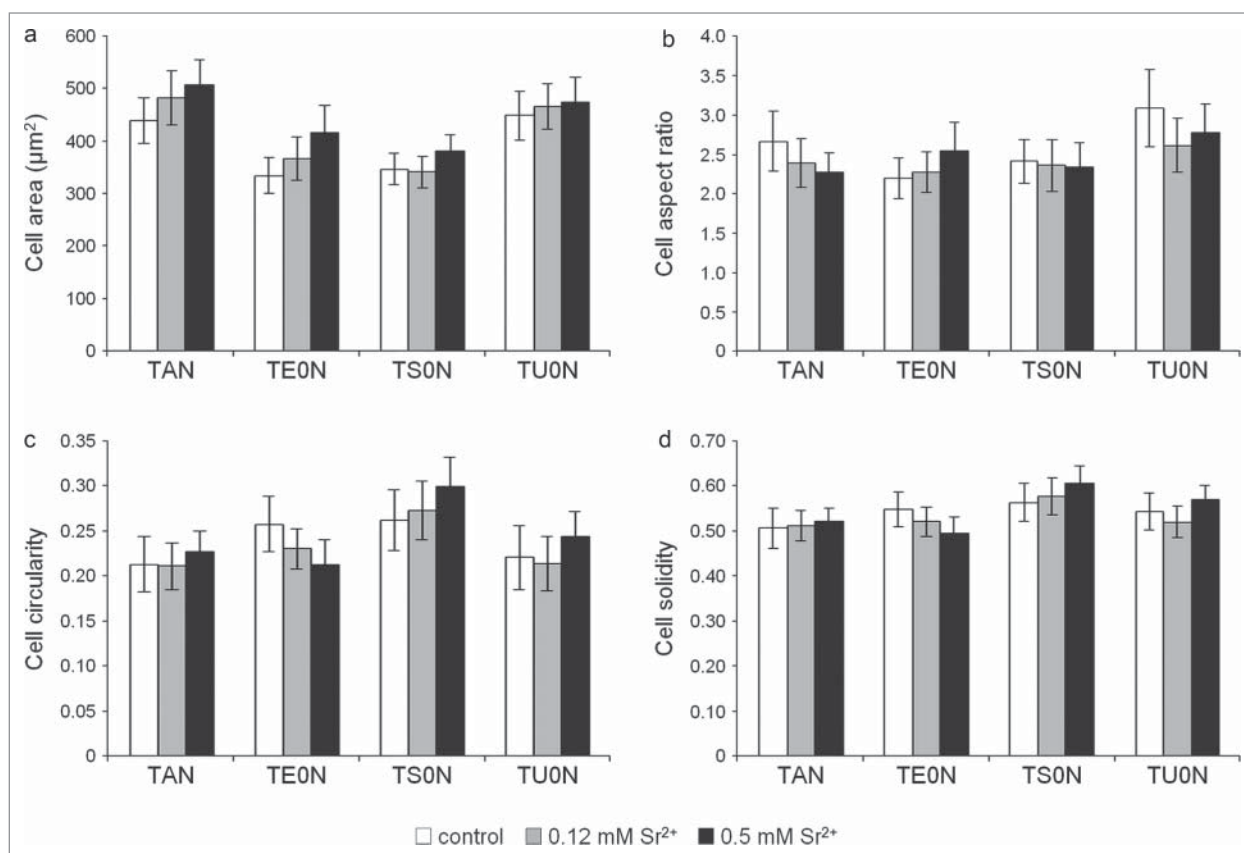 a
Cell area (µm²)
600
500
400
300
200
100
0
TAN TE0N TS0N TU0N
b
Cell aspect ratio
4.0
3.5
3.0
2.5
2.0
1.5
1.0
0.5
0.0
TAN TE0N TS0N TU0N
c
Cell circularity
0.35
0.30
0.25
0.20
0.15
0.10
0.05
0
TAN TE0N TS0N TU0N
d
Cell solidity
0.70
0.60
0.50
0.40
0.30
0.20
0.10
0
TAN TE0N TS0N TU0N
control 0.12 mM Sr²⁺ 0.5 mM Sr²⁺